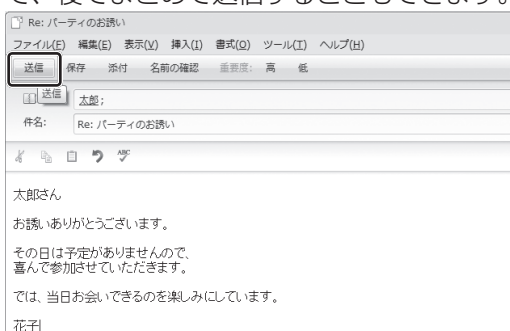 て、後でまとめて送信することもできます。
Re: パーティのお誘い
ファイル(F) 編集(E) 表示(V) 挿入(I) 書式(O) ツール(T) ヘルプ(H)
送信 保存 添付 名前の確認 重要度: 高 低
送信
太郎;
件名: Re: パーティのお誘い
ABC
太郎さん
お誘いありがとうございます。
その日は予定がありませんので、
喜んで参加させていただきます。
では、当日お会いできるのを楽しみにしています。
花子